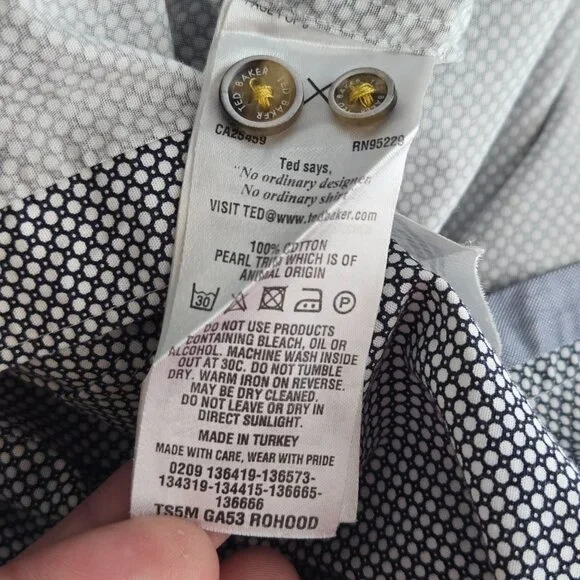 TED BAKER TED BAKER
CA25459
RN95229
Ted says,
"No ordinary designer,
No ordinary shirt"
VISIT TED@www.tedbaker.com
100% COTTON
PEARL TRIM WHICH IS OF
ANIMAL ORIGIN
30 P
DO NOT USE PRODUCTS
CONTAINING BLEACH, OIL OR
ALCOHOL. MACHINE WASH INSIDE
OUT AT 30C. DO NOT TUMBLE
DRY. WARM IRON ON REVERSE.
MAY BE DRY CLEANED.
DO NOT LEAVE OR DRY IN
DIRECT SUNLIGHT.
MADE IN TURKEY
MADE WITH CARE, WEAR WITH PRIDE
0209 136419-136573-
134319-134415-136665-
136666
TS5M GA53 ROHOOD